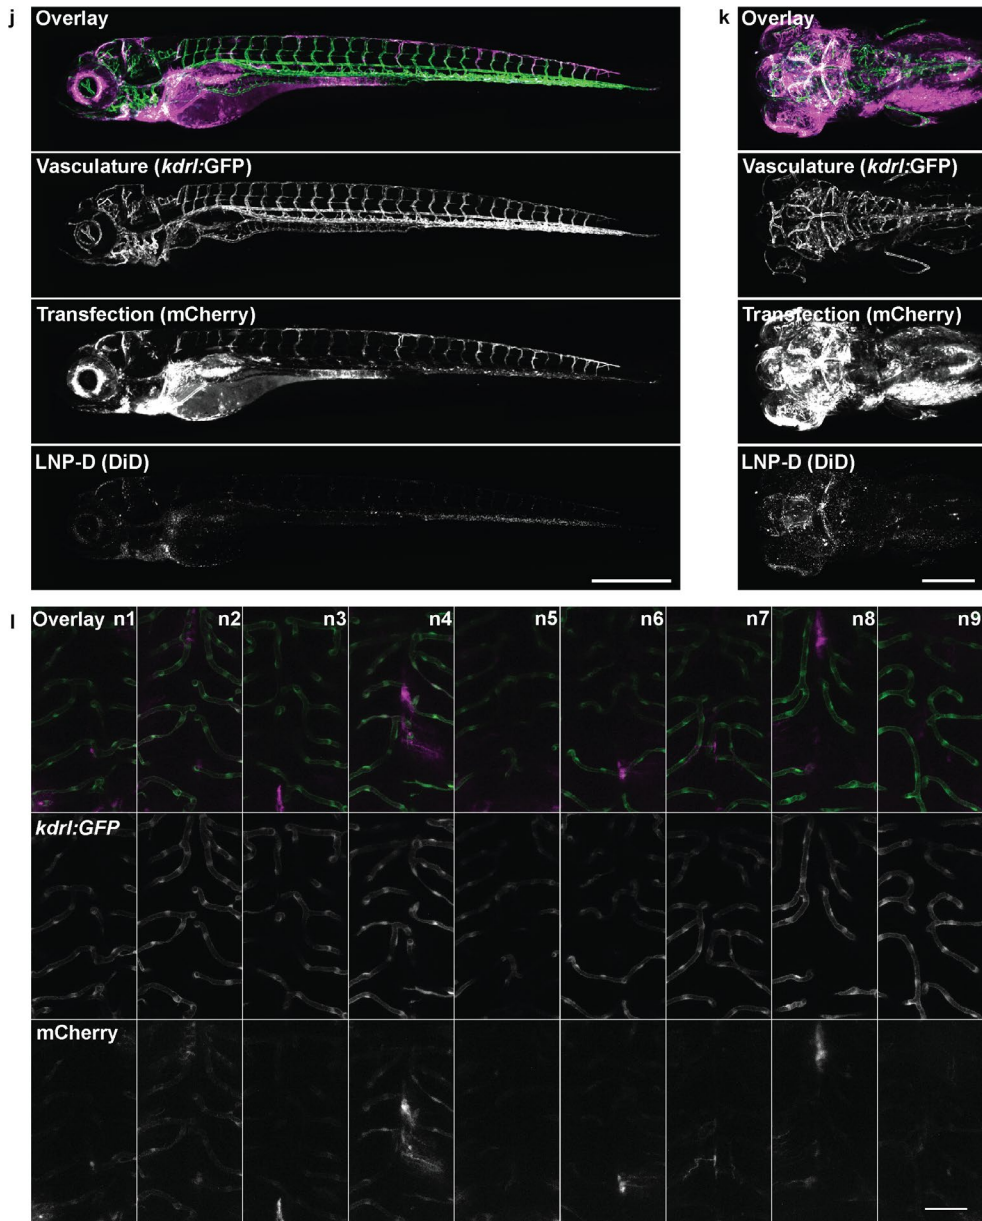 j
Overlay
Vasculature (kdrl:GFP)
Transfection (mCherry)
LNP-D (DiD)
k
Overlay
Vasculature (kdrl:GFP)
Transfection (mCherry)
LNP-D (DiD)
l
Overlay n1 n2 n3 n4 n5 n6 n7 n8 n9
kdrl:GFP
mCherry